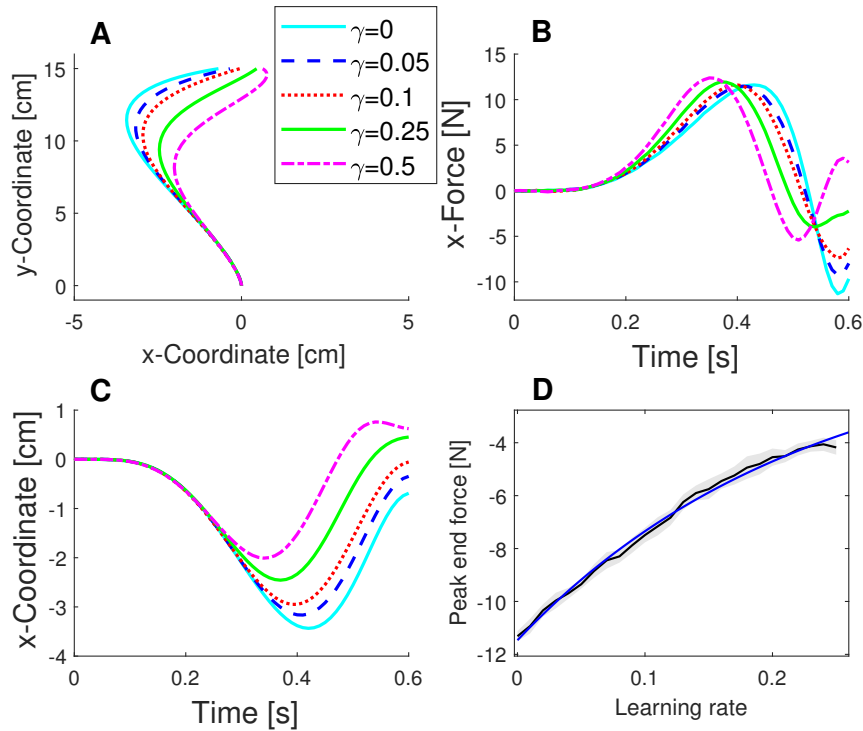 A
15
10
5
0
-5
0
5
y-Coordinate [cm]
x-Coordinate [cm]
γ=0
γ=0.05
γ=0.1
γ=0.25
γ=0.5
B
15
10
5
0
-5
-10
0
0.2
0.4
0.6
x-Force [N]
Time [s]
C
1
0
-1
-2
-3
-4
0
0.2
0.4
0.6
x-Coordinate [cm]
Time [s]
D
-4
-6
-8
-10
-12
0
0.1
0.2
Peak end force [N]
Learning rate